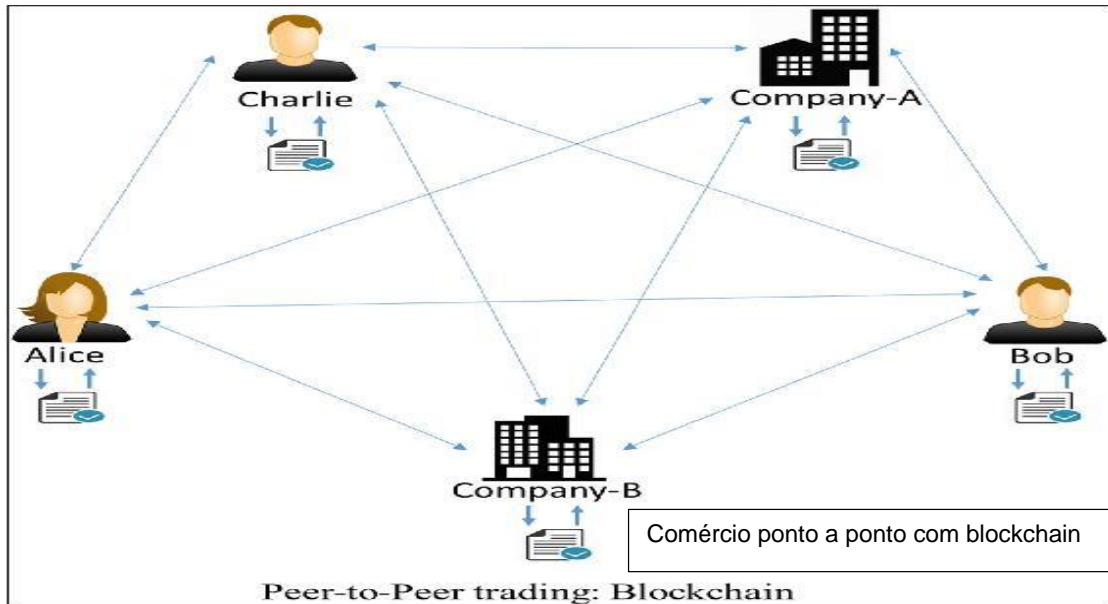 Charlie
Company-A
Alice
Bob
Company-B
Comércio ponto a ponto com blockchain
Peer-to-Peer trading: Blockchain